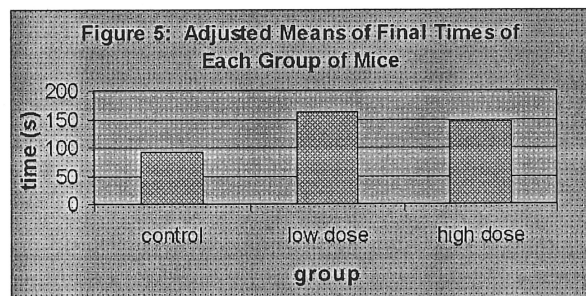 Figure 5: Adjusted Means of Final Times of
Each Group of Mice
time (s)
200
150
100
50
0
control low dose high dose
group